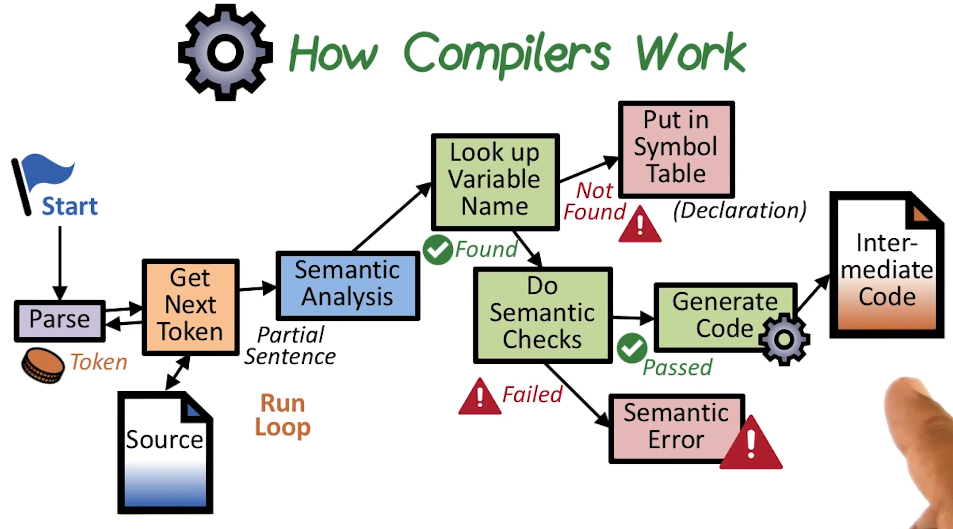 How Compilers Work
Start
Parse
Token
Get
Next
Token
Source
Run
Loop
Semantic
Analysis
Partial
Sentence
Look up
Variable
Name
Not
Found
Put in
Symbol
Table
(Declaration)
Found
Do
Semantic
Checks
Failed
Semantic
Error
Passed
Generate
Code
Inter-
mediate
Code